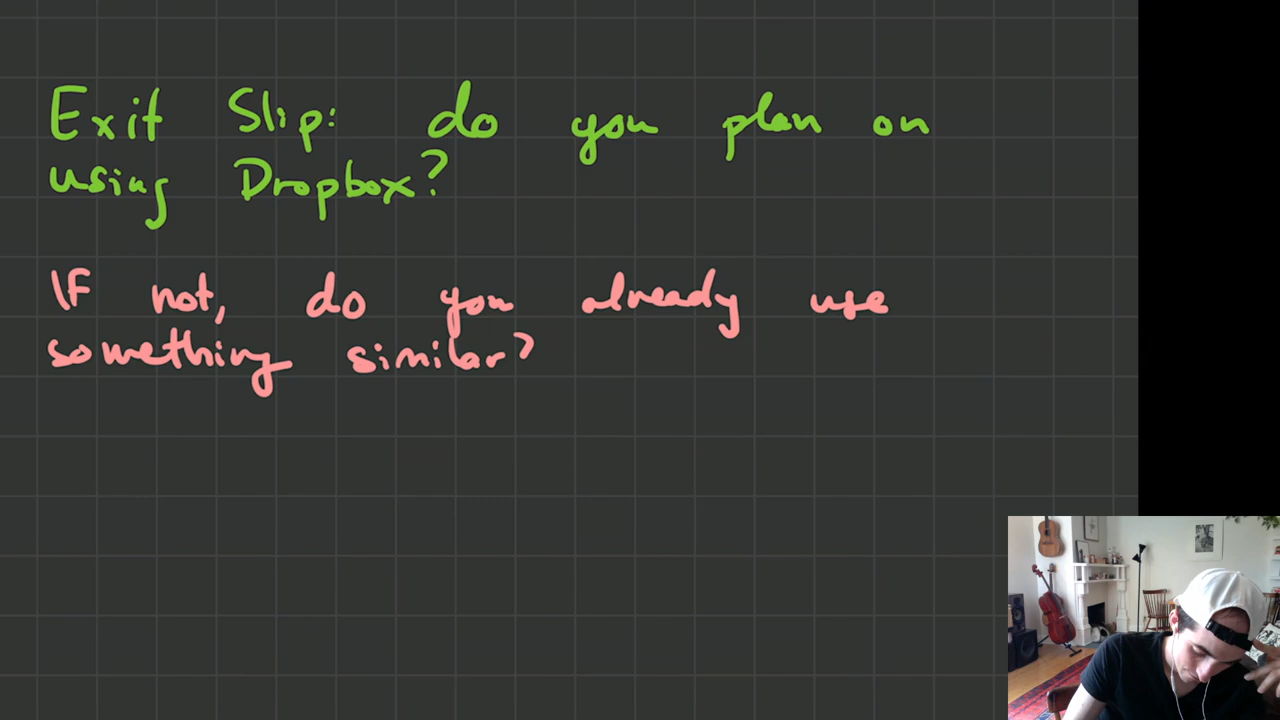 Exit Slip: do you plan on
using Dropbox?
If not, do you already use
something similar?